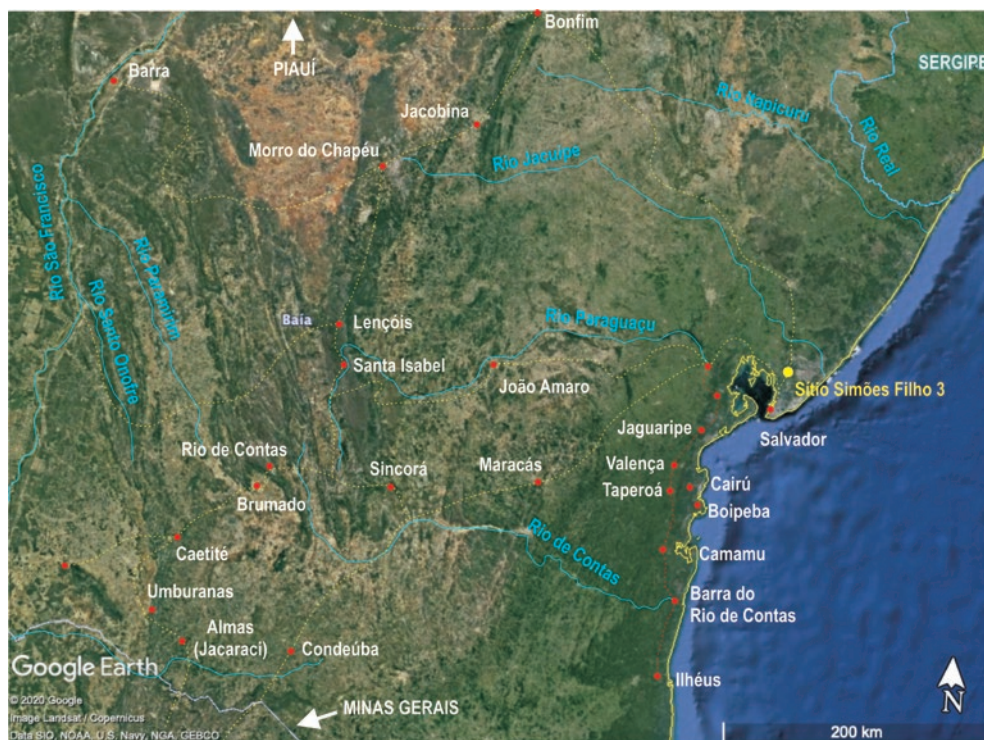 Bonfim
PIAUÍ
SERGIPE
Barra
Rio Itapicuru
Jacobina
Rio Real
Morro do Chapéu
Rio Jacuipe
Rio São Francisco
Rio Paramirim
Rio Santo Onofre
Baía
Lençóis
Rio Paraguaçu
Santa Isabel
João Amaro
Sítio Simões Filho 3
Salvador
Jaguaripe
Rio de Contas
Sincorá
Maracás
Valença
Cairú
Taperoá
Brumado
Boipeba
Caetité
Rio de Contas
Camamu
Umburanas
Barra do
Rio de Contas
Almas
(Jacaraci)
Condeúba
Google Earth
Ilhéus
N
© 2020 Google
MINAS GERAIS
Image Landsat / Copernicus
Data SIO, NOAA, U.S. Navy, NGA, GEBCO
200 km